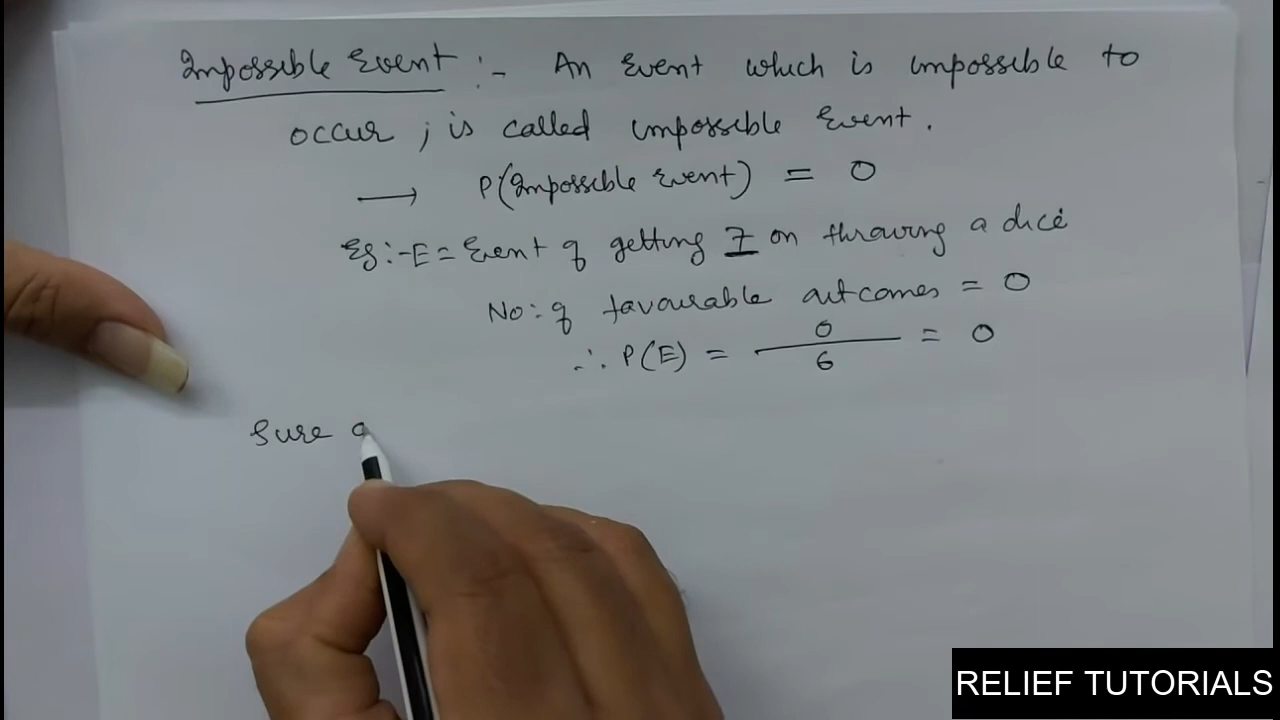 Impossible Event :- An Event which is impossible to
occur ; is called impossible Event .
→ P(Impossible Event) = 0
Eg :- E = Event of getting 7 on throwing a dice
No: of favourable outcomes = 0
∴ P(E) = 0/6 = 0
Sure
RELIEF TUTORIALS